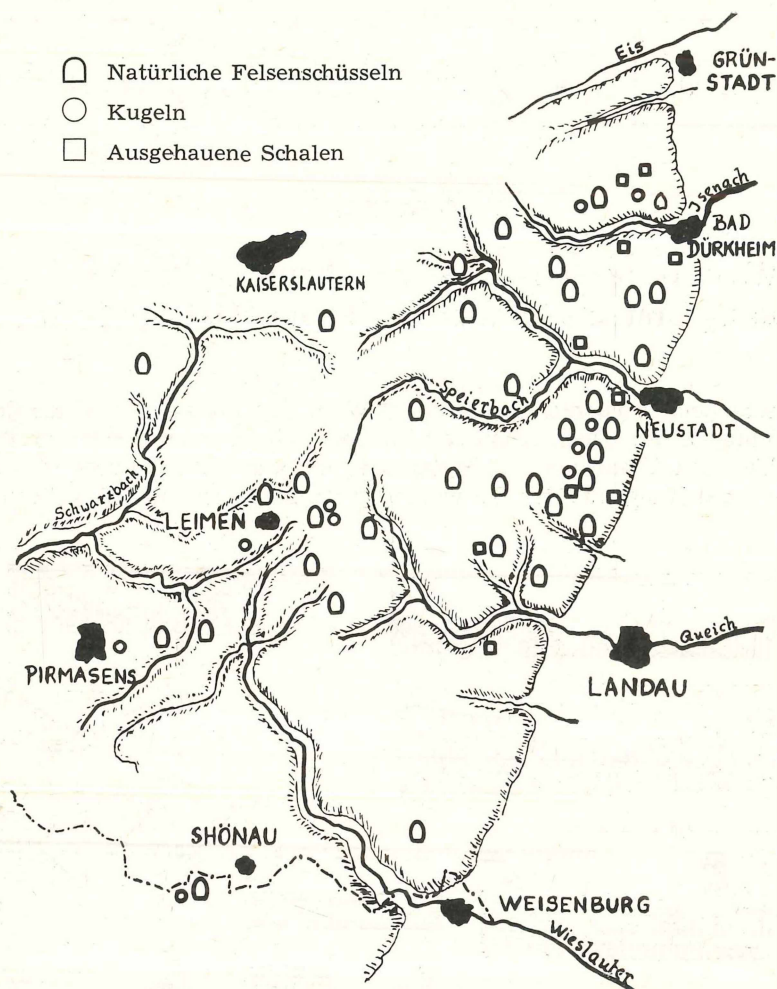 Natürliche Felsenschüsseln
Kugeln
Ausgehauene Schalen
Eis
GRÜN-
STADT
Isenach
BAD
DÜRKHEIM
KAISERSLAUTERN
Speierbach
NEUSTADT
Schwarzbach
LEIMEN
Queich
PIRMASENS
LANDAU
SHÖNAU
WEISENBURG
Wieslauter